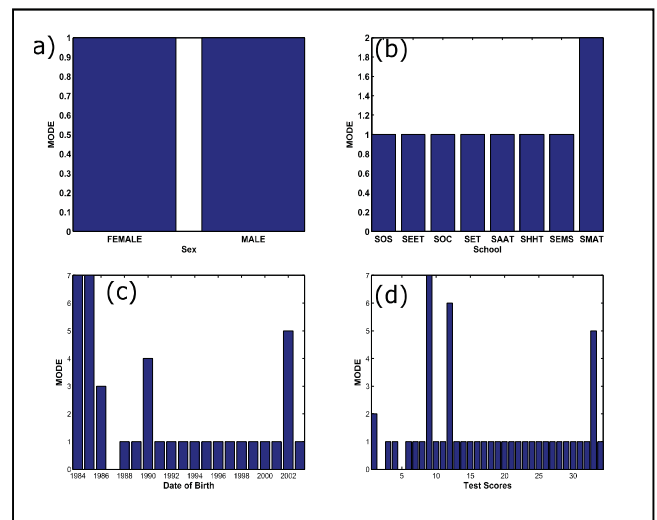 a)
1
0.9
0.8
0.7
0.6
0.5
0.4
0.3
0.2
0.1
0
MODE
FEMALE MALE
Sex
(b)
2
1.8
1.6
1.4
1.2
1
0.8
0.6
0.4
0.2
0
MODE
SOS SEET SOC SET SAAT SHHT SEMS SMAT
School
(c)
7
6
5
4
3
2
1
0
MODE
1984 1986 1988 1990 1992 1994 1996 1998 2000 2002
Date of Birth
(d)
7
6
5
4
3
2
1
0
MODE
5 10 15 20 25 30
Test Scores